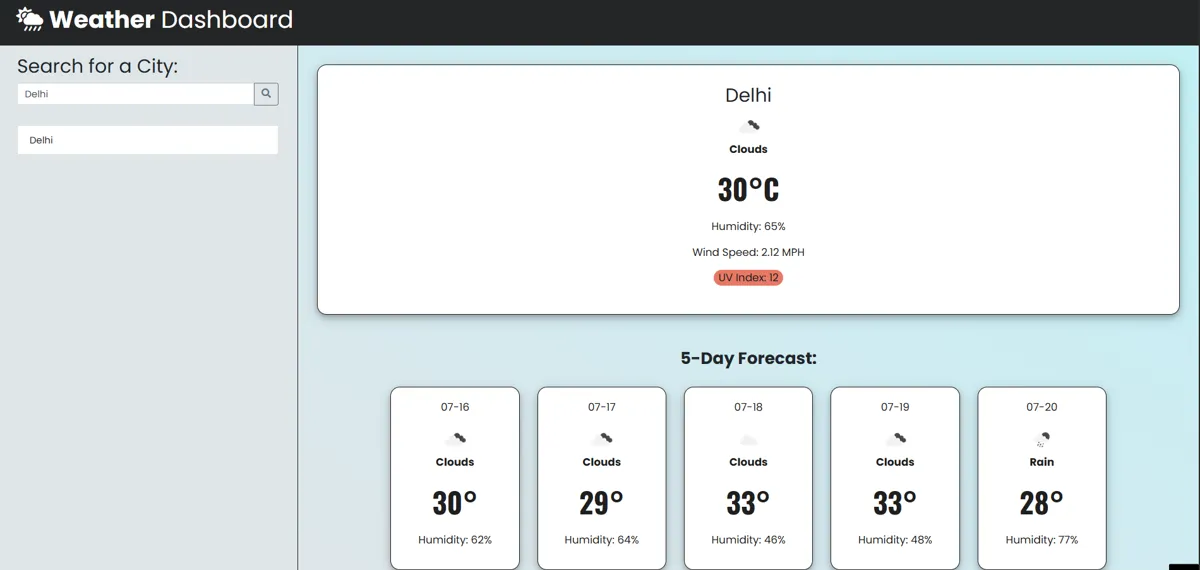 Weather Dashboard
Search for a City:
Delhi
Delhi
Delhi
Clouds
30°C
Humidity: 65%
Wind Speed: 2.12 MPH
UV Index: 12
5-Day Forecast:
07-16
Clouds
30°
Humidity: 62%
07-17
Clouds
29°
Humidity: 64%
07-18
Clouds
33°
Humidity: 46%
07-19
Clouds
33°
Humidity: 48%
07-20
Rain
28°
Humidity: 77%